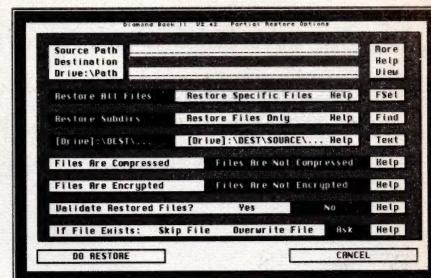 Diamond Back II V2.42 Partial Restore Options
Source Path More
Destination Help
Drive:\Path View
Restore All Files Restore Specific Files Help FSet
Restore Subdirs Restore Files Only Help Find
[Drive]:\DEST\... [Drive]:\DEST\SOURCE\... Help Text
Files Are Compressed Files Are Not Compressed Help
Files Are Encrypted Files Are Not Encrypted Help
Validate Restored Files? Yes No Help
If File Exists: Skip File Overwrite File Ask Help
DO RESTORE CANCEL